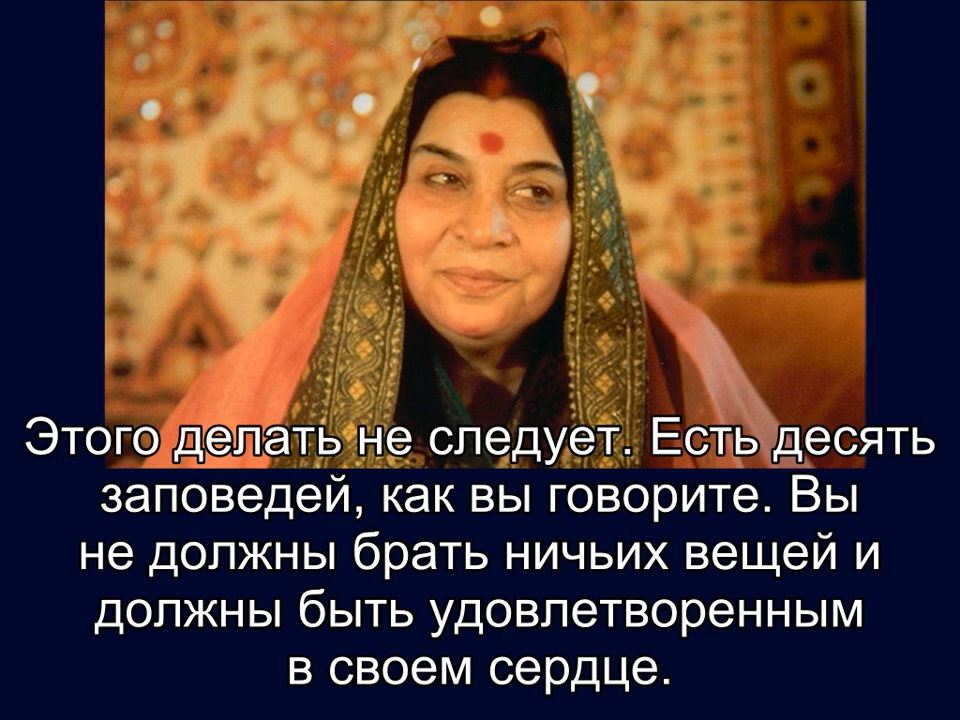 Этого делать не следует. Есть десять
заповедей, как вы говорите. Вы
не должны брать ничьих вещей и
должны быть удовлетворенным
в своем сердце.